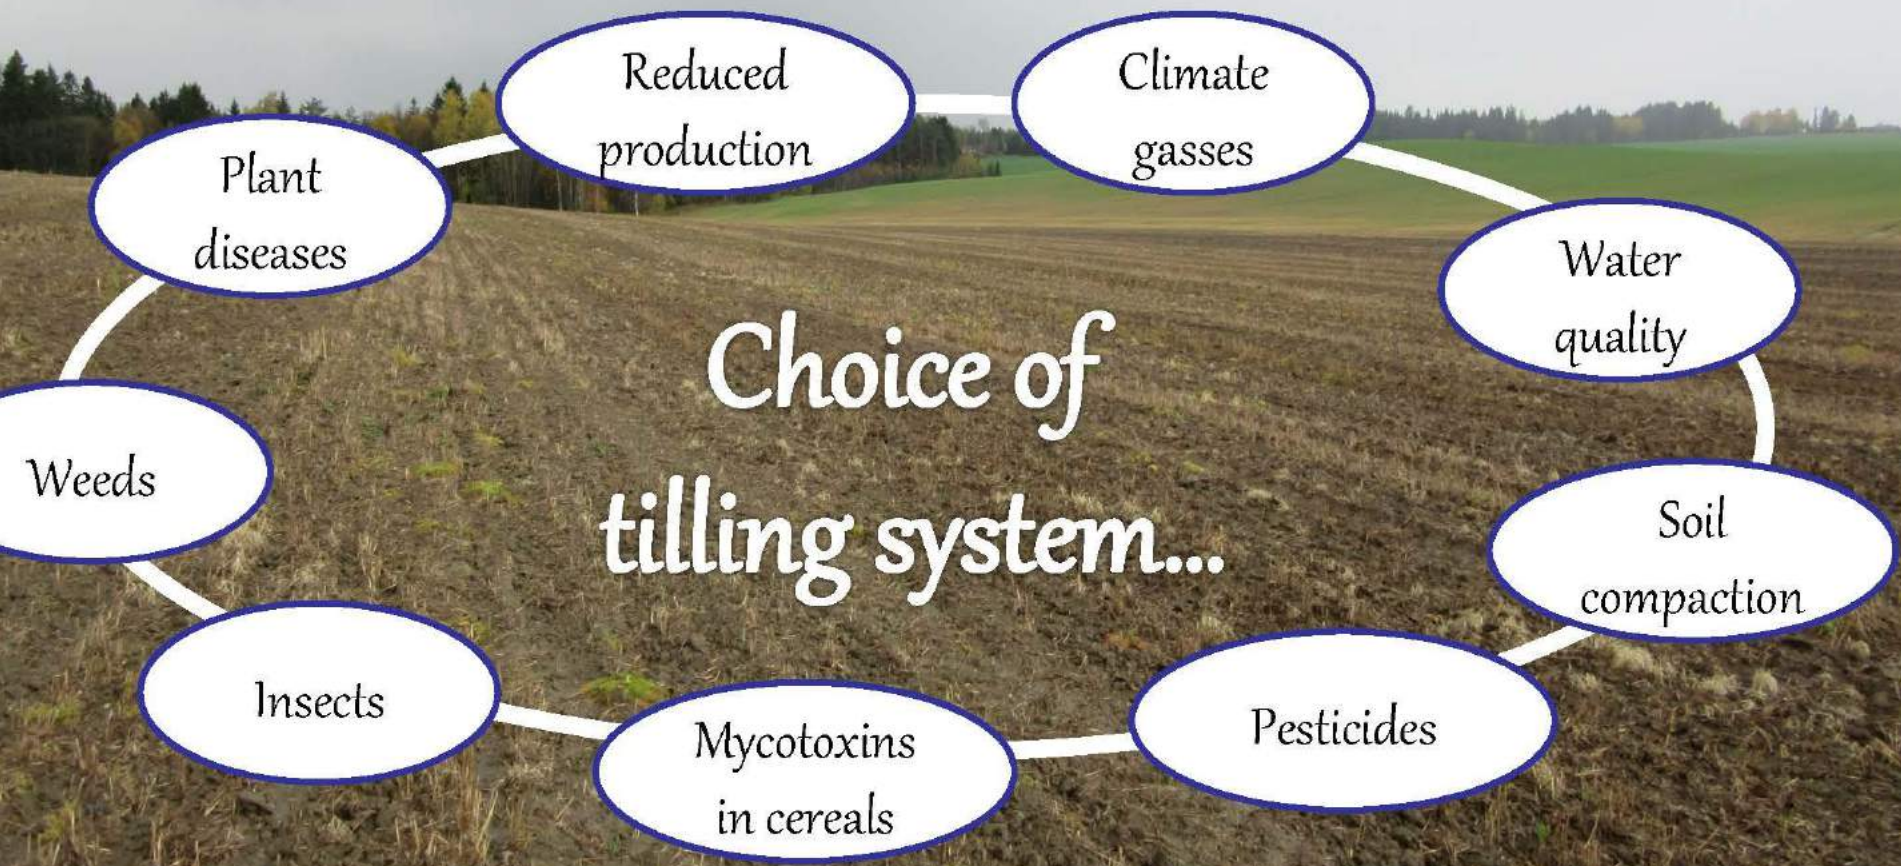 Reduced
production
Climate
gasses
Plant
diseases
Water
quality
Choice of
tilling system...
Weeds
Soil
compaction
Insects
Pesticides
Mycotoxins
in cereals